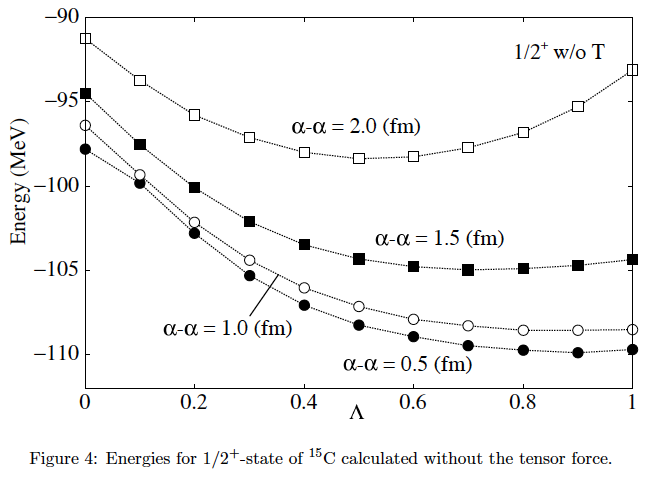 −90
−95
−100
−105
−110
Energy (MeV)
1/2⁺ w/o T
α-α = 2.0 (fm)
α-α = 1.5 (fm)
α-α = 1.0 (fm)
α-α = 0.5 (fm)
0 0.2 0.4 0.6 0.8 1
Λ
Figure 4: Energies for 1/2⁺-state of ¹⁵C calculated without the tensor force.